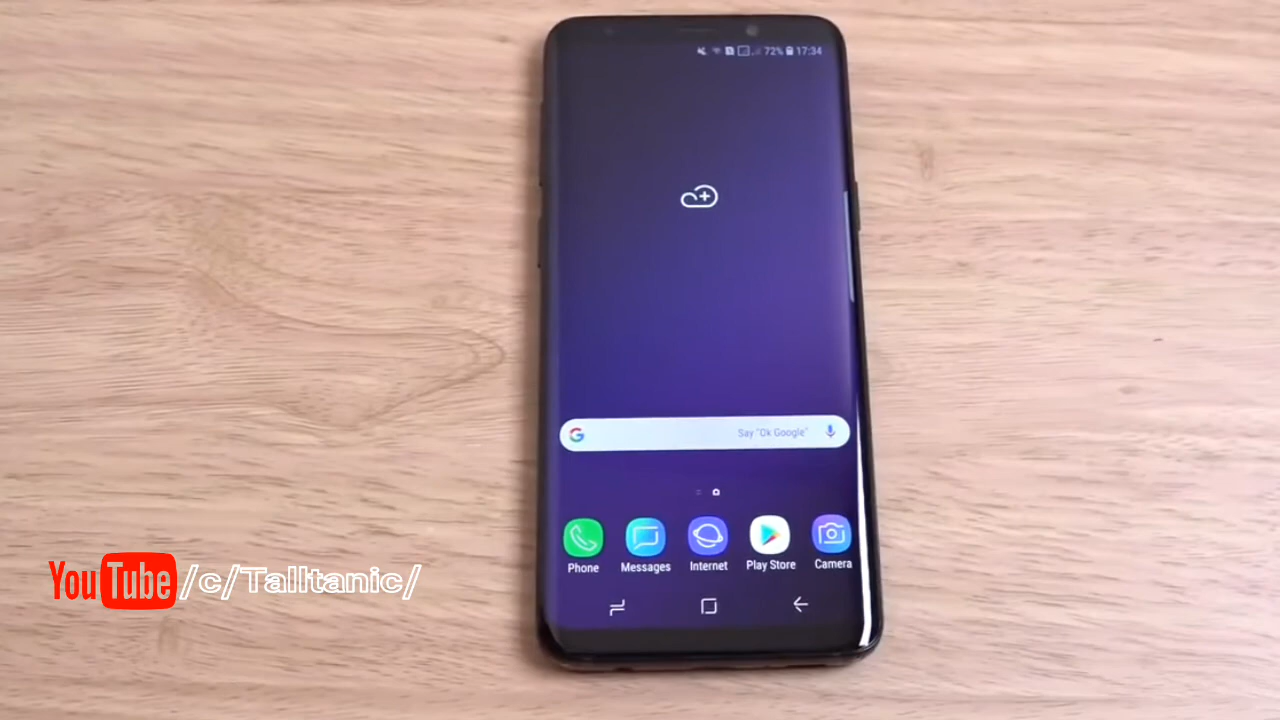 72% 17:34
Say "Ok Google"
Phone Messages Internet Play Store Camera
YouTube /c/Talltanic/